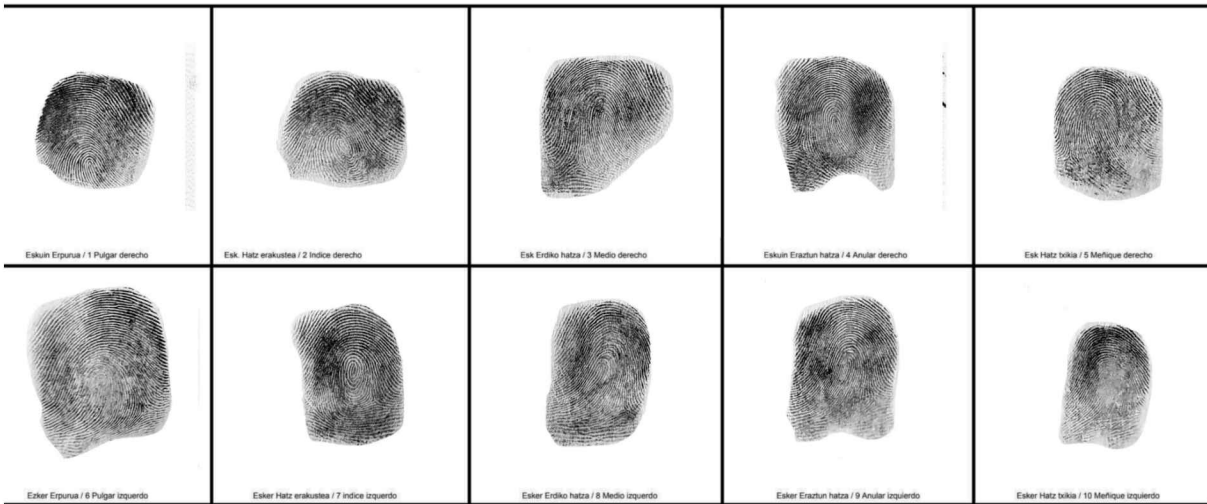 Eskuin Erpurua / 1 Pulgar derecho
Esk. Hatz erakustea / 2 Indice derecho
Esk Erdiko hatza / 3 Medio derecho
Eskuin Eraztun hatza / 4 Anular derecho
Esk Hatz txikia / 5 Meñique derecho
Ezker Erpurua / 6 Pulgar izquerdo
Esker Hatz erakustea / 7 indice izquierdo
Esker Erdiko hatza / 8 Medio izquierdo
Esker Eraztun hatza / 9 Anular izquierdo
Esker Hatz txikia / 10 Meñique izquierdo